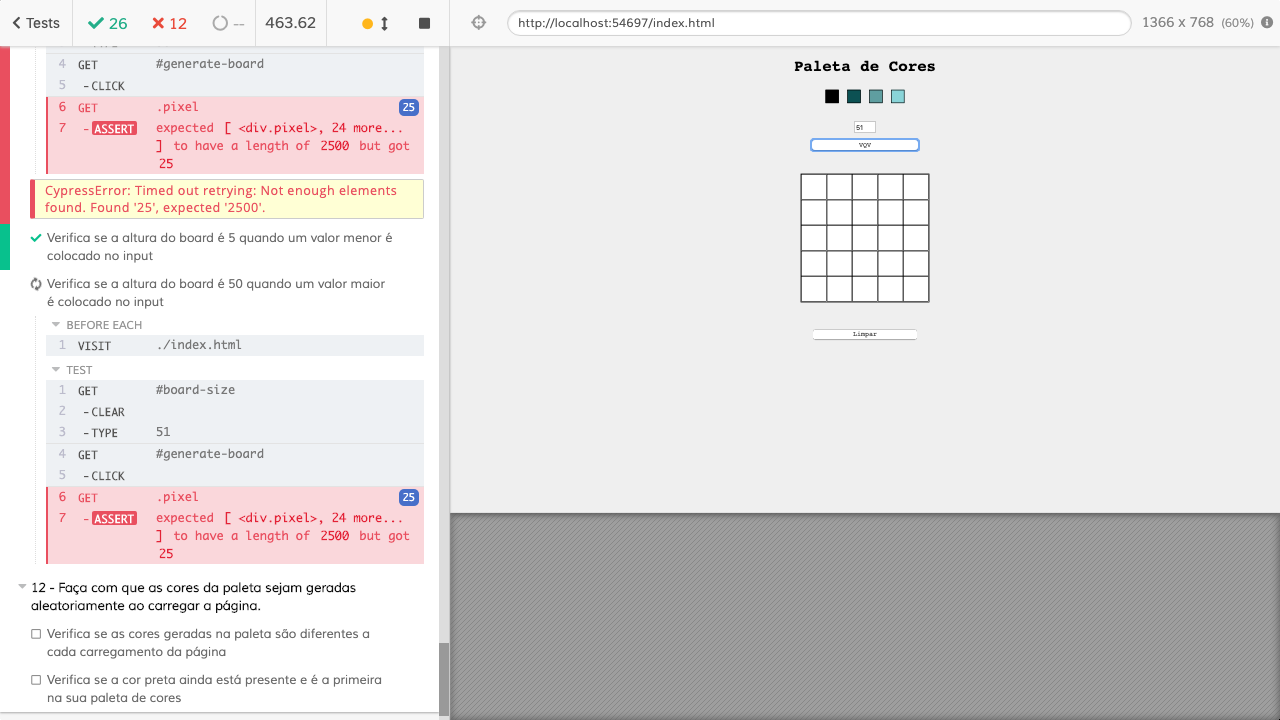 Tests
26
12
--
463.62
http://localhost:54697/index.html
1366 x 768 (60%)
4 GET #generate-board
5 -CLICK
6 GET .pixel 25
7 -ASSERT expected [ <div.pixel>, 24 more...
] to have a length of 2500 but got
25
CypressError: Timed out retrying: Not enough elements
found. Found '25', expected '2500'.
Verifica se a altura do board é 5 quando um valor menor é
colocado no input
Verifica se a altura do board é 50 quando um valor maior
é colocado no input
BEFORE EACH
1 VISIT ./index.html
TEST
1 GET #board-size
2 -CLEAR
3 -TYPE 51
4 GET #generate-board
5 -CLICK
6 GET .pixel 25
7 -ASSERT expected [ <div.pixel>, 24 more...
] to have a length of 2500 but got
25
12 - Faça com que as cores da paleta sejam geradas
aleatoriamente ao carregar a página.
Verifica se as cores geradas na paleta são diferentes a
cada carregamento da página
Verifica se a cor preta ainda está presente e é a primeira
na sua paleta de cores
Paleta de Cores
51
VQV
Limpar